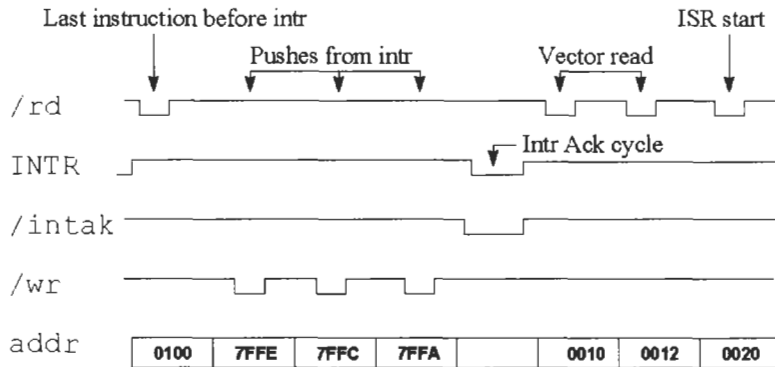 Last instruction before intr
ISR start
Pushes from intr
Vector read
/rd
Intr Ack cycle
INTR
/intak
/wr
addr
0100 7FFE 7FFC 7FFA 0010 0012 0020